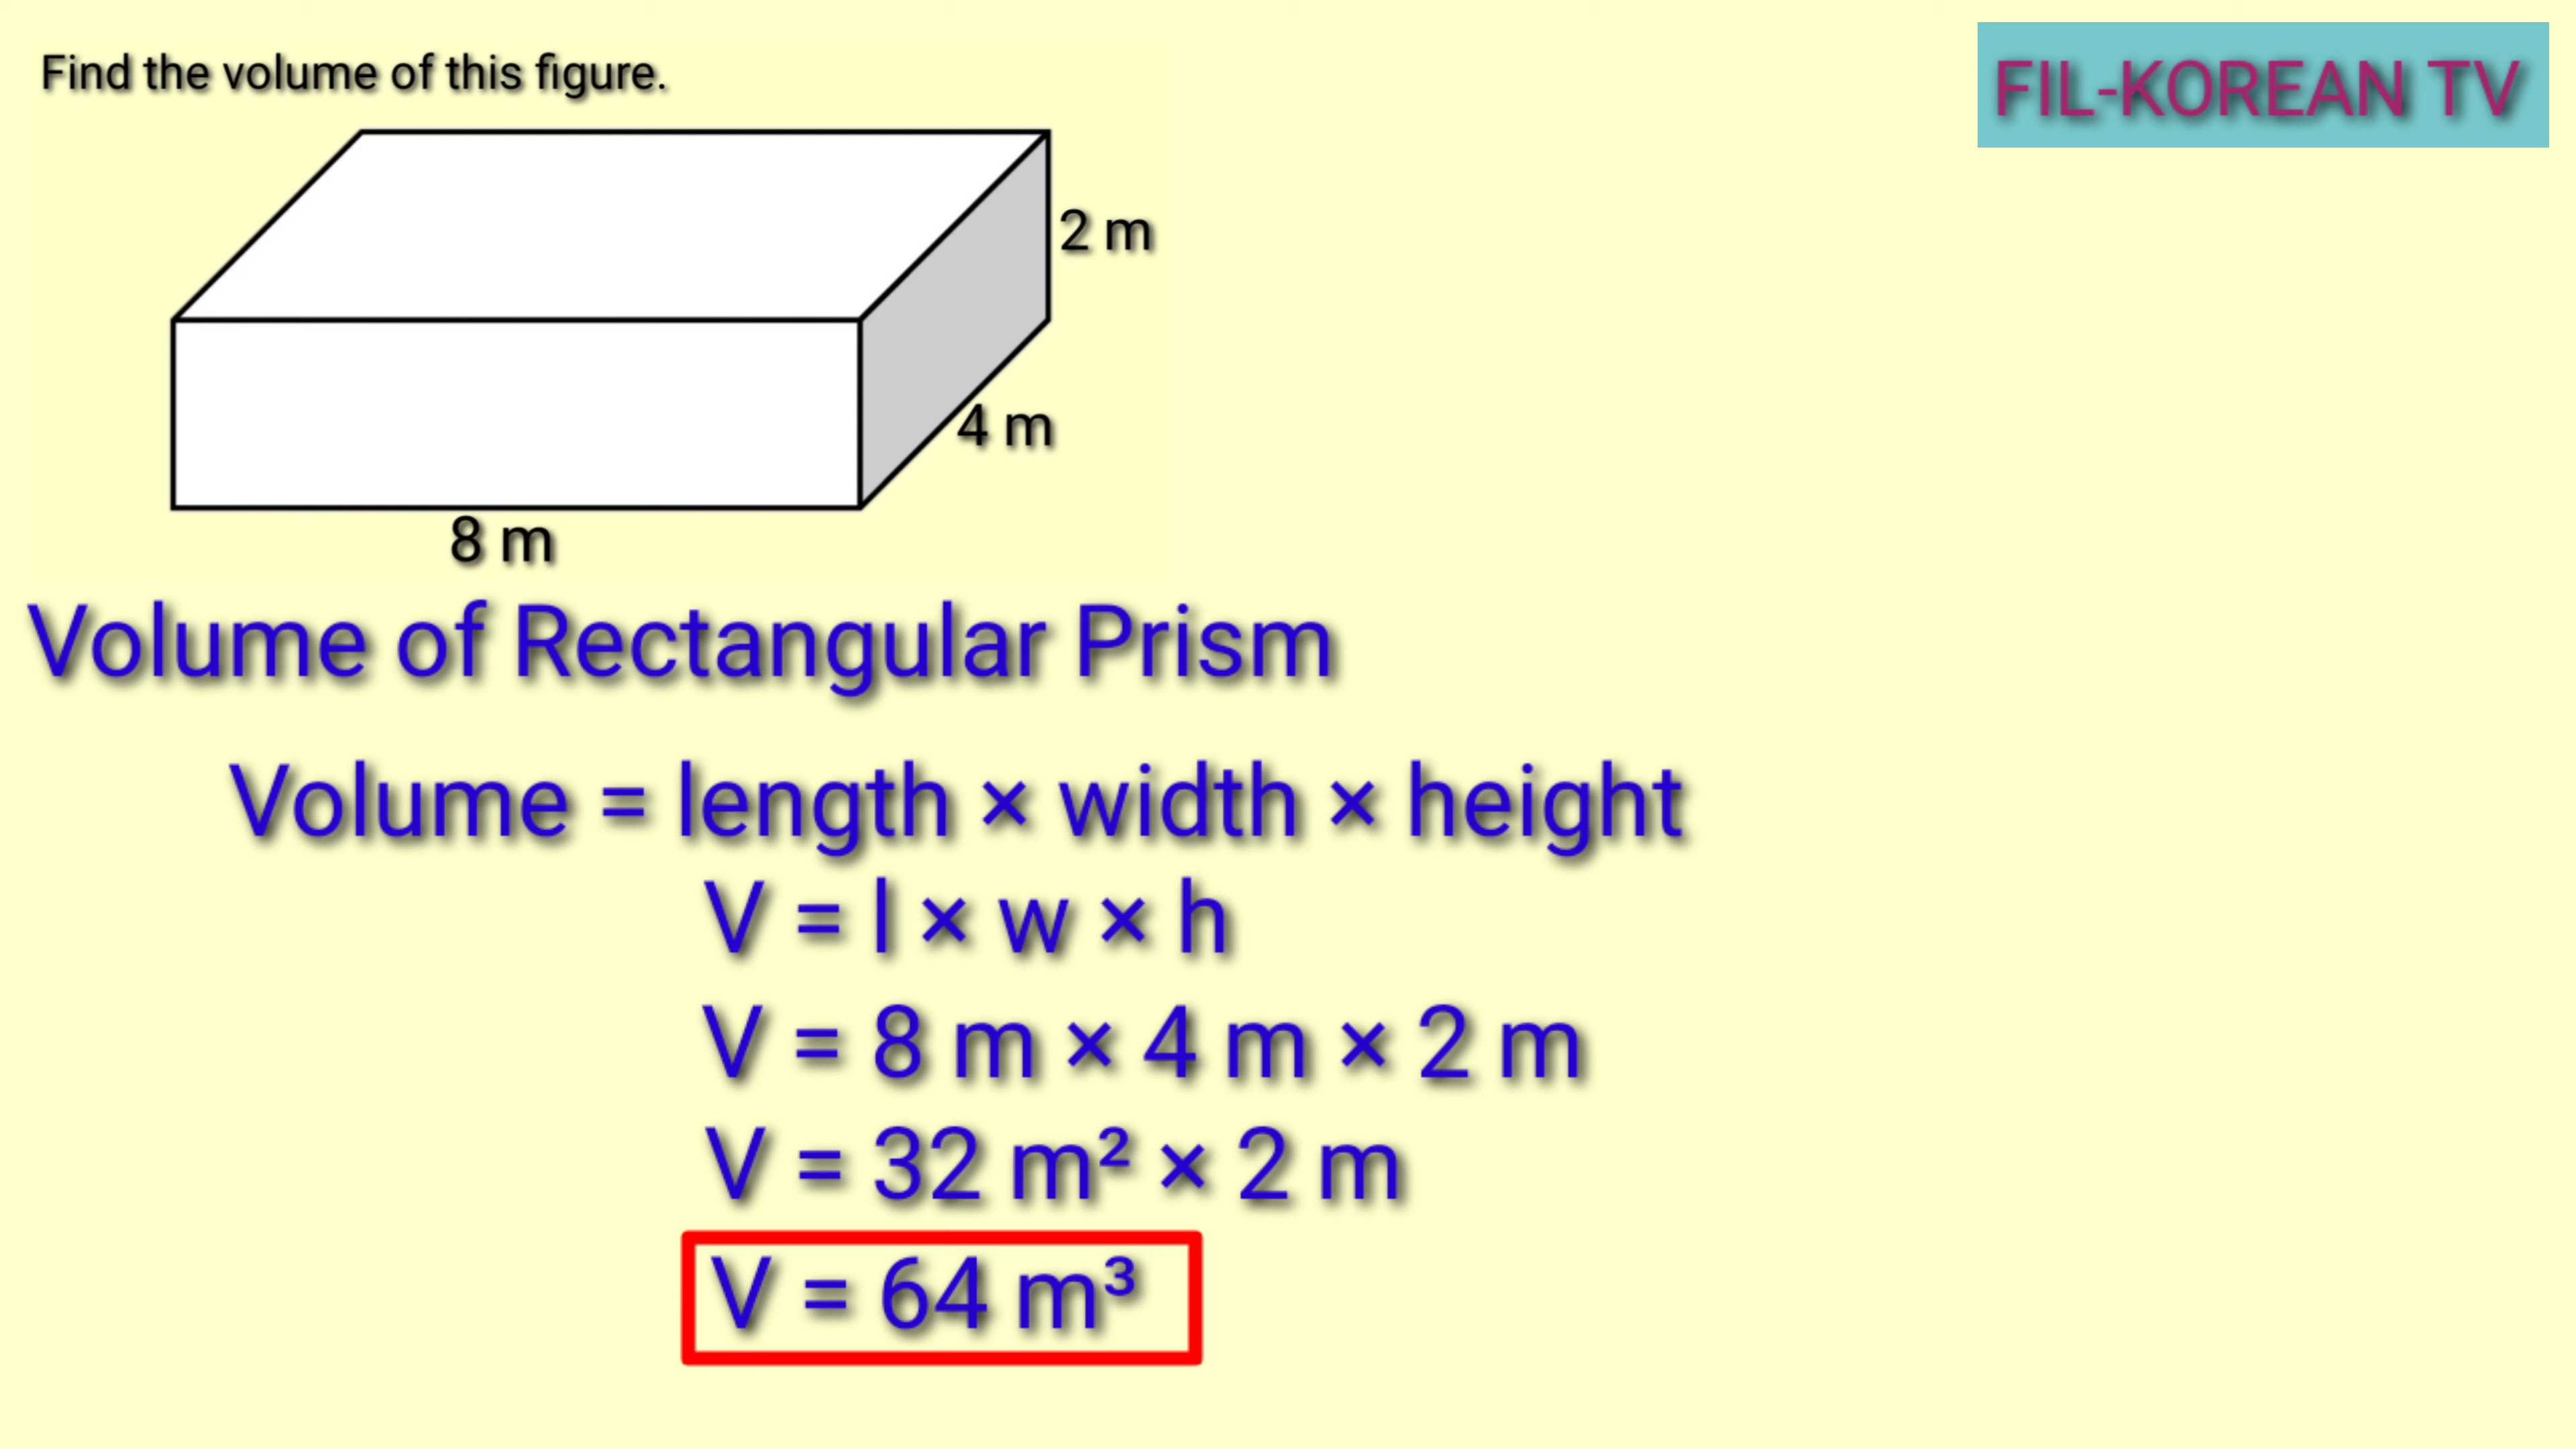 Find the volume of this figure.
FIL-KOREAN TV
2 m
4 m
8 m
Volume of Rectangular Prism
Volume = length × width × height
V = l × w × h
V = 8 m × 4 m × 2 m
V = 32 m² × 2 m
V = 64 m³